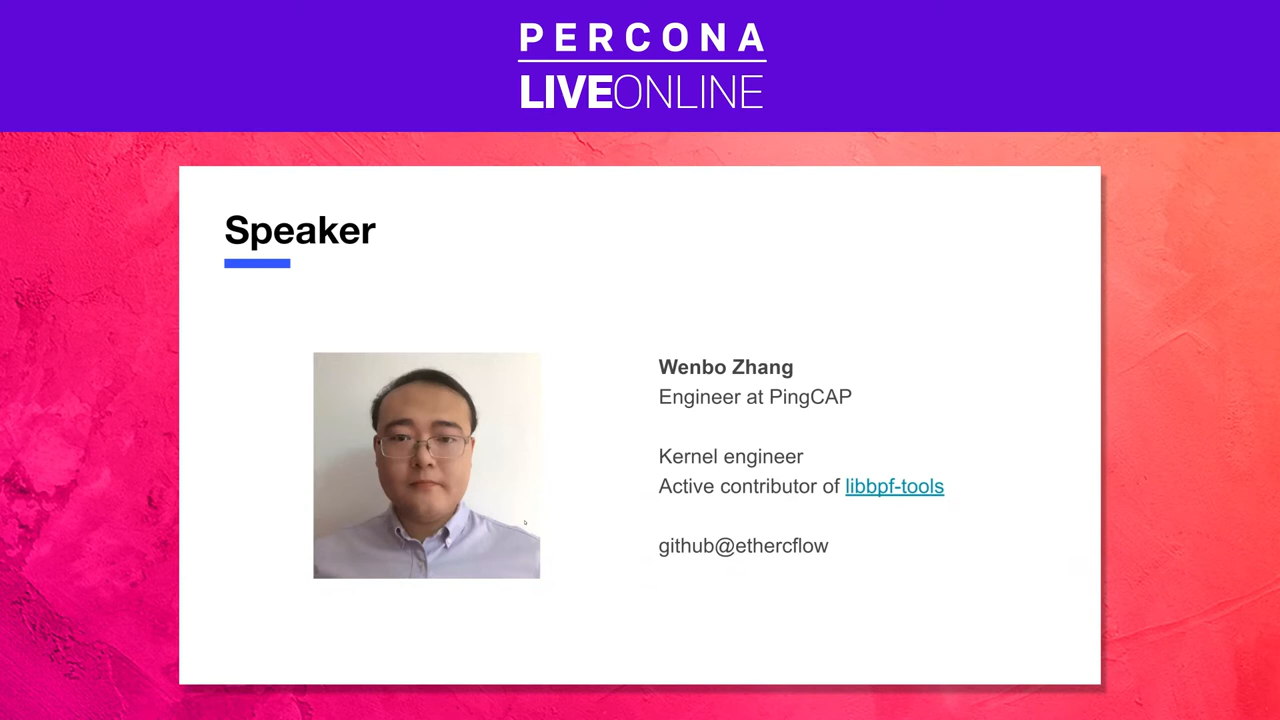 PERCONA
LIVEONLINE
Speaker
Wenbo Zhang
Engineer at PingCAP
Kernel engineer
Active contributor of libbpf-tools
github@ethercflow